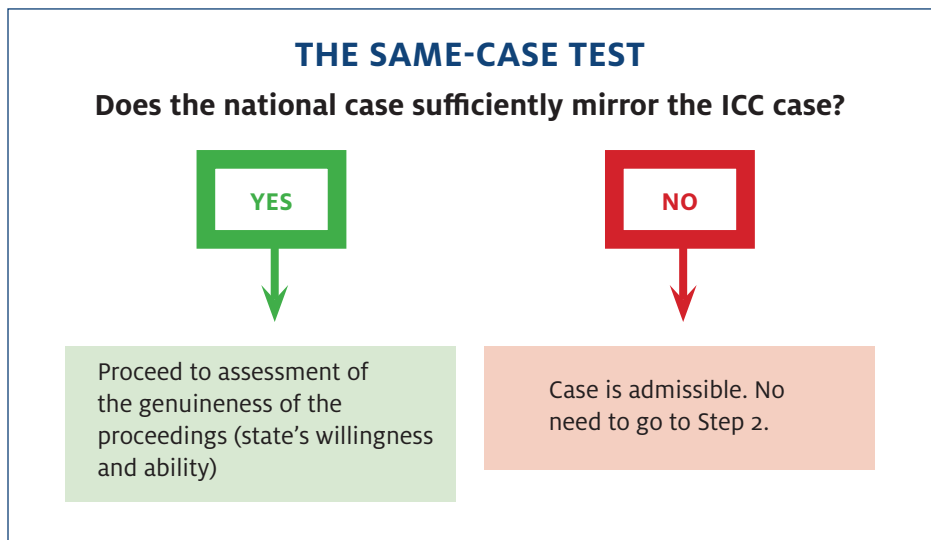 THE SAME-CASE TEST
Does the national case sufficiently mirror the ICC case?
YES
NO
Proceed to assessment of
the genuineness of the
proceedings (state’s willingness
and ability)
Case is admissible. No
need to go to Step 2.